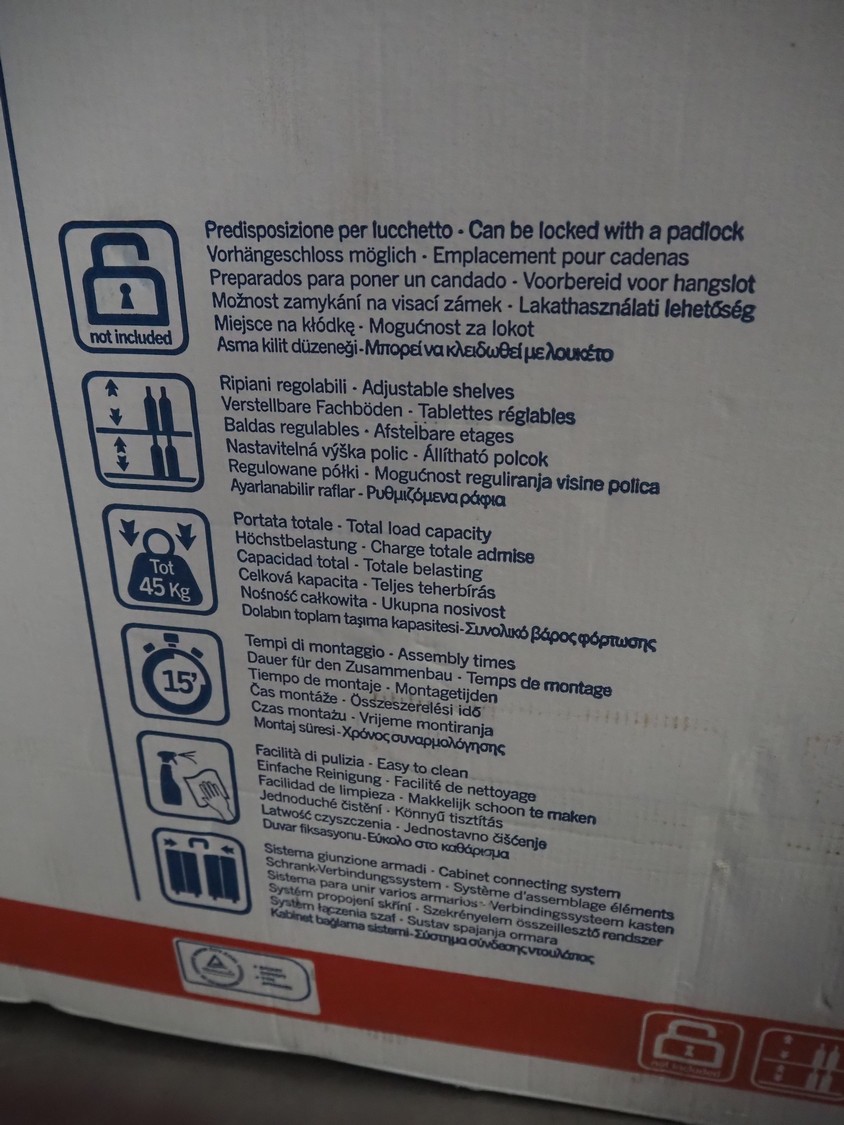 not included
Predisposizione per lucchetto · Can be locked with a padlock
Vorhängeschloss möglich · Emplacement pour cadenas
Preparados para poner un candado · Voorbereid voor hangslot
Možnost zamykání na visací zámek · Lakathasználati lehetőség
Miejsce na kłódkę · Mogućnost za lokot
Asma kilit düzeneği · Μπορεί να κλειδωθεί με λουκέτο
Ripiani regolabili · Adjustable shelves
Verstellbare Fachböden · Tablettes réglables
Baldas regulables · Afstelbare etages
Nastavitelná výška polic · Állítható polcok
Regulowane półki · Mogućnost reguliranja visine polica
Ayarlanabilir raflar · Ρυθμιζόμενα ράφια
Tot
45 Kg
Portata totale · Total load capacity
Höchstbelastung · Charge totale admise
Capacidad total · Totale belasting
Celková kapacita · Teljes teherbírás
Nośność całkowita · Ukupna nosivost
Dolabın toplam taşıma kapasitesi · Συνολικό βάρος φόρτωσης
15'
Tempi di montaggio · Assembly times
Dauer für den Zusammenbau · Temps de montage
Tiempo de montaje · Montagetijden
Čas montáže · Összeszerelési idő
Czas montażu · Vrijeme montiranja
Montaj süresi · Χρόνος συναρμολόγησης
Facilità di pulizia · Easy to clean
Einfache Reinigung · Facilité de nettoyage
Facilidad de limpieza · Makkelijk schoon te maken
Jednoduché čistění · Könnyű tisztítás
Latwość czyszczenia · Jednostavno čišćenje
Duvar fiksasyonu · Εύκολο στο καθάρισμα
Sistema giunzione armadi · Cabinet connecting system
Schrank-Verbindungssystem · Système d'assemblage éléments
Sistema para unir varios armarios · Verbindingssysteem kasten
Systém propojení skříní · Szekrényelem összeillesztő rendszer
System łączenia szaf · Sustav spajanja ormara
Kabinet bağlama sistemi · Σύστημα σύνδεσης ντουλάπας
not included